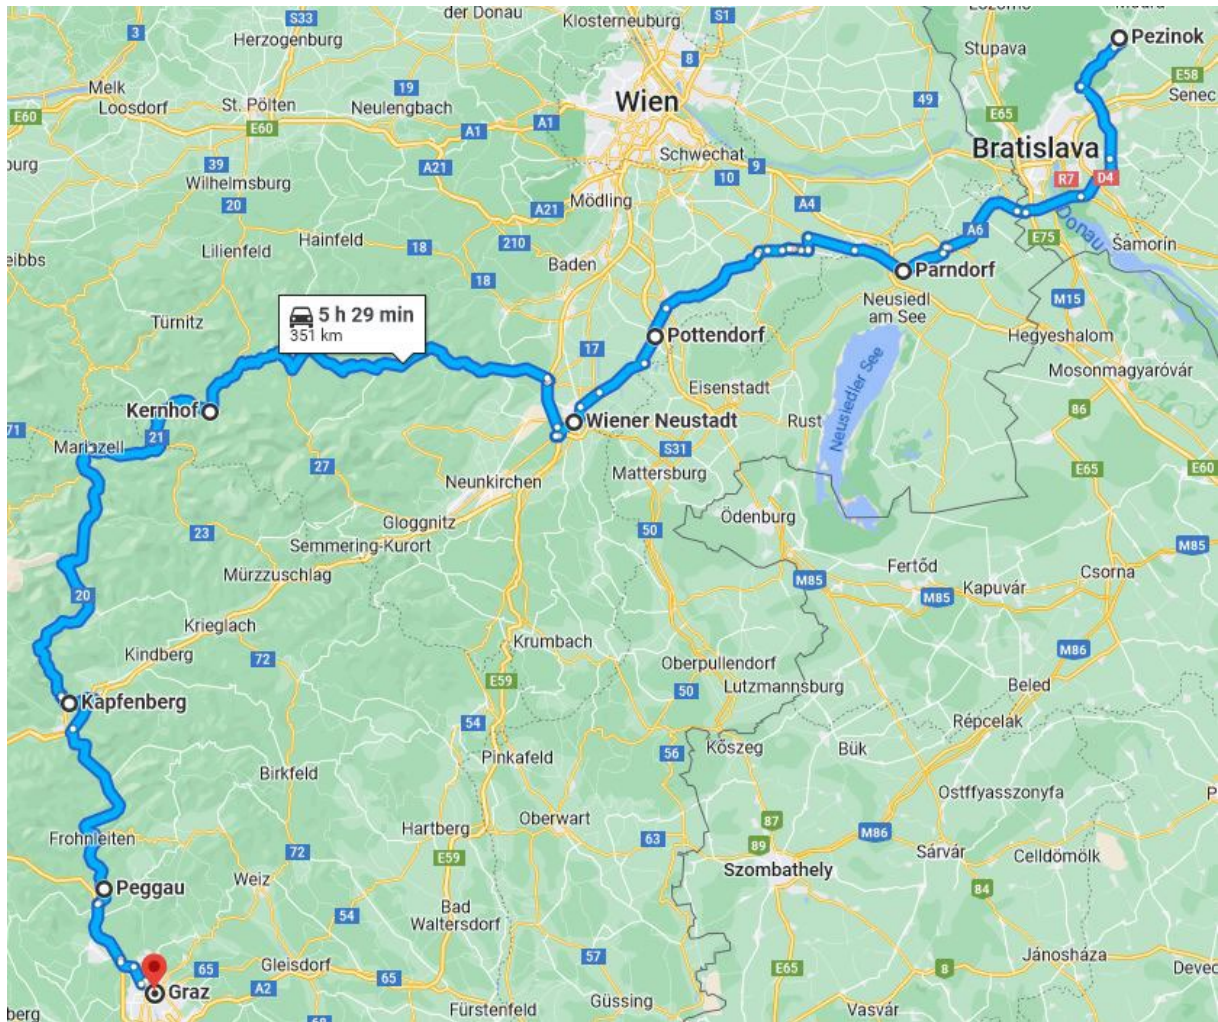 der Donau
Klosterneuburg
S1
S33
Herzogenburg
3
Pezinok
Stupava
E58
Senec
8
Melk
Loosdorf
19
Neulengbach
St. Pölten
E60
E60
A1
A1
Wien
49
E65
Bratislava
A21
Schwechat
9
10
R7
D4
39
Wilhelmsburg
20
Mödling
A21
A4
Donau
Hainfeld
18
210
Lilienfeld
A6
E75
Šamorín
Baden
18
Parndorf
Neusiedl
am See
M15
5 h 29 min
351 km
Türnitz
Hegyeshalom
Pottendorf
17
Neusiedler See
Mosonmagyaróvár
Eisenstadt
Kernhof
Wiener Neustadt
Rust
86
71
21
Mariazell
27
S31
Mattersburg
E65
E60
Neunkirchen
Gloggnitz
Ödenburg
50
23
Semmering-Kurort
M85
Mürzzuschlag
Fertőd
Csorna
M85
Kapuvár
M85
20
Krieglach
Kindberg
72
Krumbach
M86
Oberpullendorf
Lutzmannsburg
E59
50
Beled
Kapfenberg
54
Répcelak
56
Kőszeg
Bük
Pinkafeld
Birkfeld
Ostffyasszonyfa
Frohnleiten
Hartberg
Oberwart
87
M86
63
89
Sárvár
Celldömölk
72
E59
Szombathely
Peggau
Weiz
84
54
Bad
Waltersdorf
57
Jánosháza
Gleisdorf
65
65
E65
8
Graz
A2
Fürstenfeld
Güssing
Vasvár